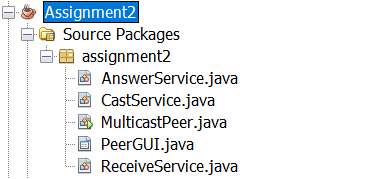 Assignment2
Source Packages
assignment2
AnswerService.java
CastService.java
MulticastPeer.java
PeerGUI.java
ReceiveService.java